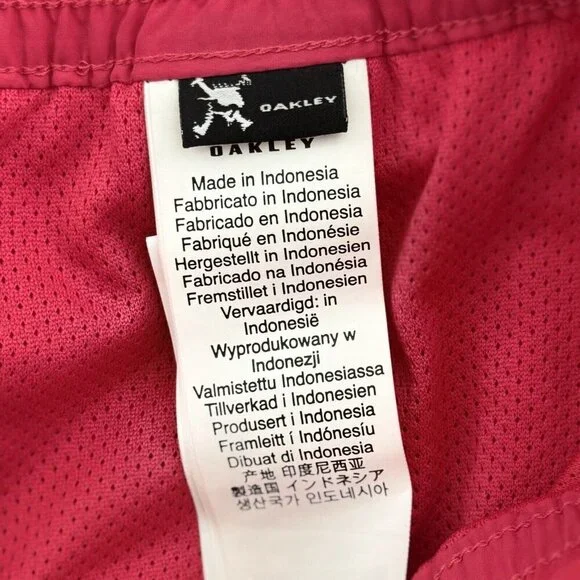 OAKLEY
OAKLEY
Made in Indonesia
Fabbricato in Indonesia
Fabricado en Indonesia
Fabriqué en Indonésie
Hergestellt in Indonesien
Fabricado na Indonésia
Fremstillet i Indonesien
Vervaardigd: in
Indonesië
Wyprodukowany w
Indonezji
Valmistettu Indonesiassa
Tillverkad i Indonesien
Produsert i Indonesia
Framleitt í Indónesíu
Dibuat di Indonesia
产地 印度尼西亚
製造国 インドネシア
생산국가 인도네시아